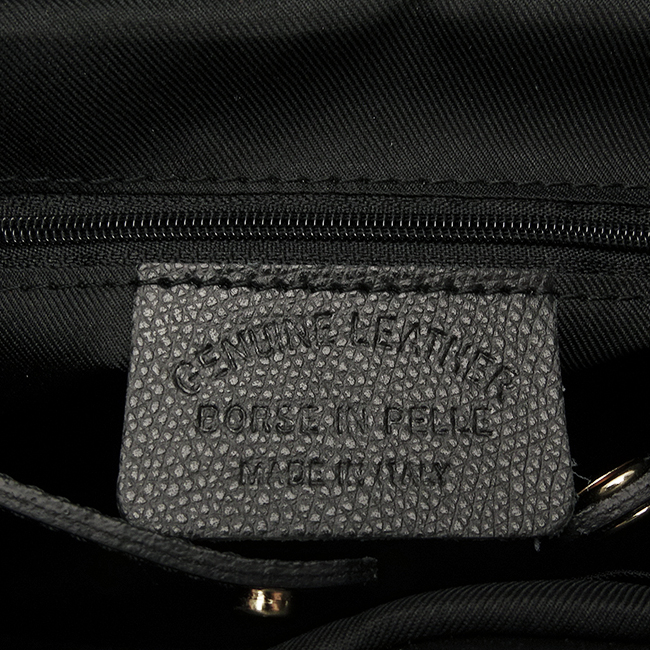 GENUINE LEATHER
BORSE IN PELLE
MADE IN ITALY